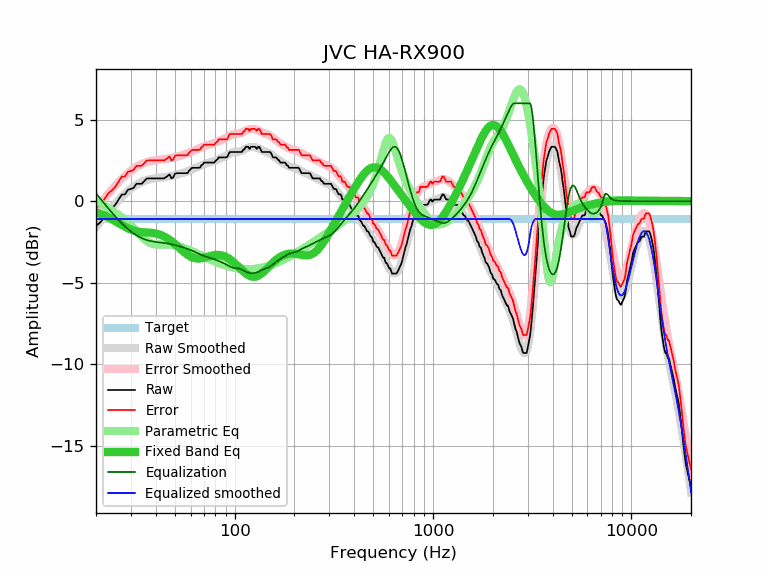 JVC HA-RX900
Amplitude (dBr)
5
0
−5
−10
−15
Target
Raw Smoothed
Error Smoothed
Raw
Error
Parametric Eq
Fixed Band Eq
Equalization
Equalized smoothed
100
1000
10000
Frequency (Hz)